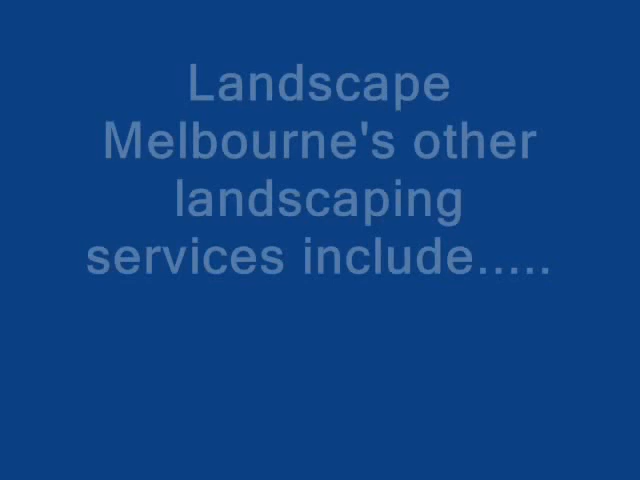 Landscape
Melbourne's other
landscaping
services include.....